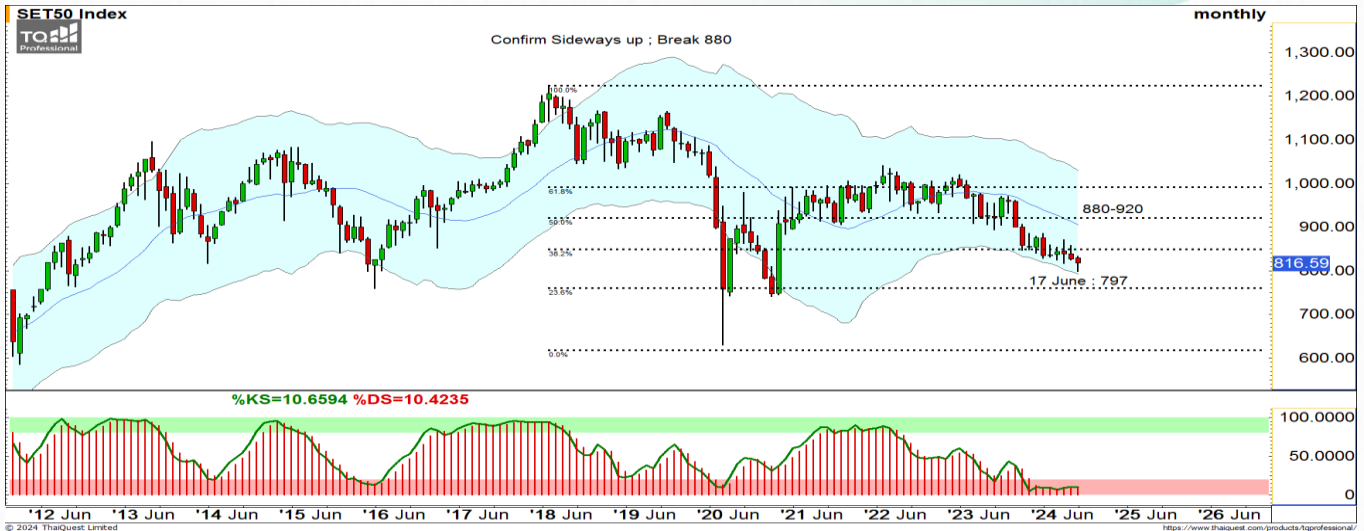 SET50 Index
monthly
TQ
Professional
Confirm Sideways up ; Break 880
1,300.00
1,200.00
1,100.00
1,000.00
900.00
800.00
700.00
600.00
816.59
100.0%
61.8%
50.0%
38.2%
23.6%
0.0%
880-920
17 June : 797
%KS=10.6594 %DS=10.4235
100.0000
50.0000
0
'12 Jun '13 Jun '14 Jun '15 Jun '16 Jun '17 Jun '18 Jun '19 Jun '20 Jun '21 Jun '22 Jun '23 Jun '24 Jun '25 Jun '26 Jun
© 2024 ThaiQuest Limited
https://www.thaiquest.com/products/tqprofessional/